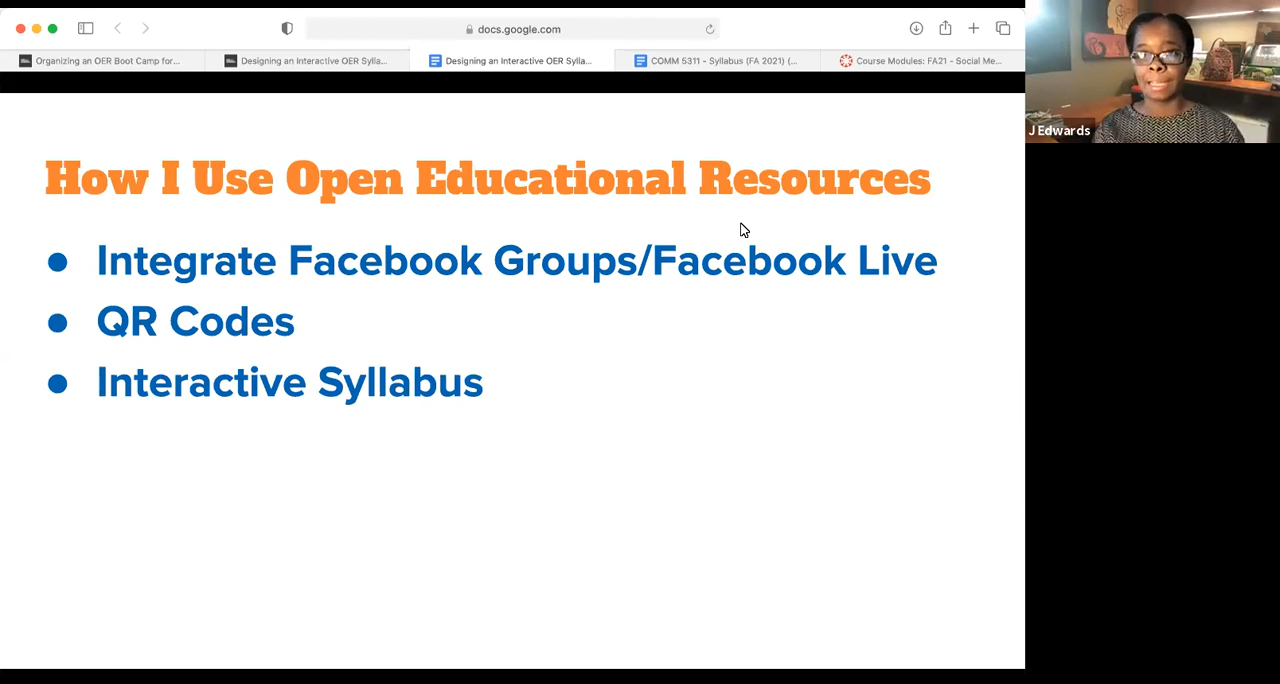 docs.google.com
Organizing an OER Boot Camp for...
Designing an Interactive OER Sylla...
Designing an Interactive OER Sylla...
COMM 5311 - Syllabus (FA 2021) (...
Course Modules: FA21 - Social Me...
J Edwards
How I Use Open Educational Resources
Integrate Facebook Groups/Facebook Live
QR Codes
Interactive Syllabus